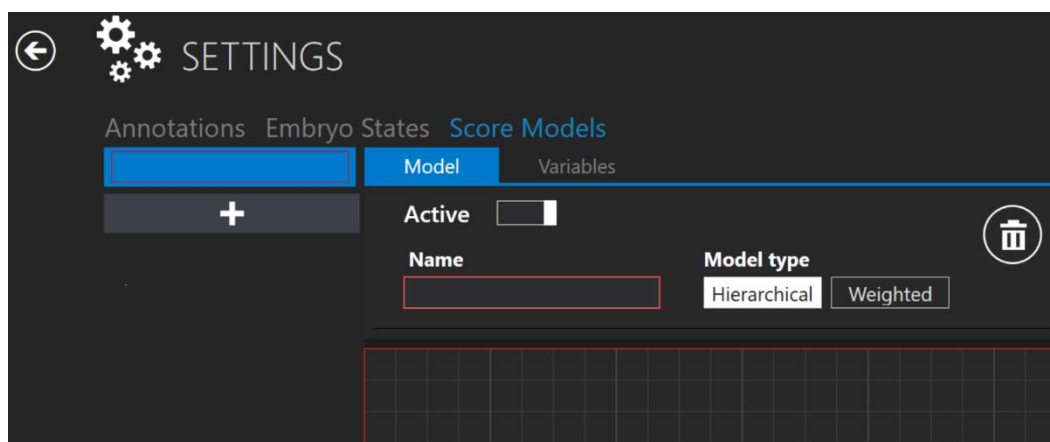 SETTINGS
Annotations Embryo States Score Models
Model Variables
Active
Name Model type
Hierarchical Weighted